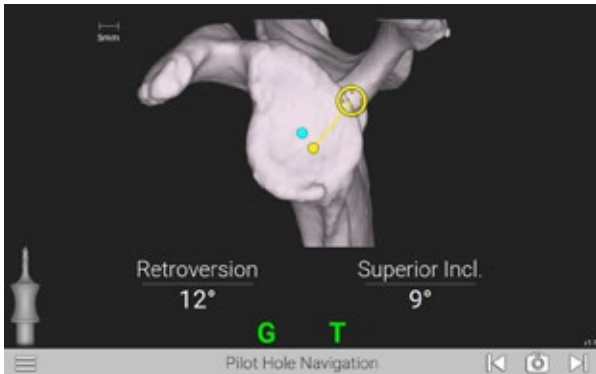 5mm
Retroversion Superior Incl.
12° 9°
G T
Pilot Hole Navigation